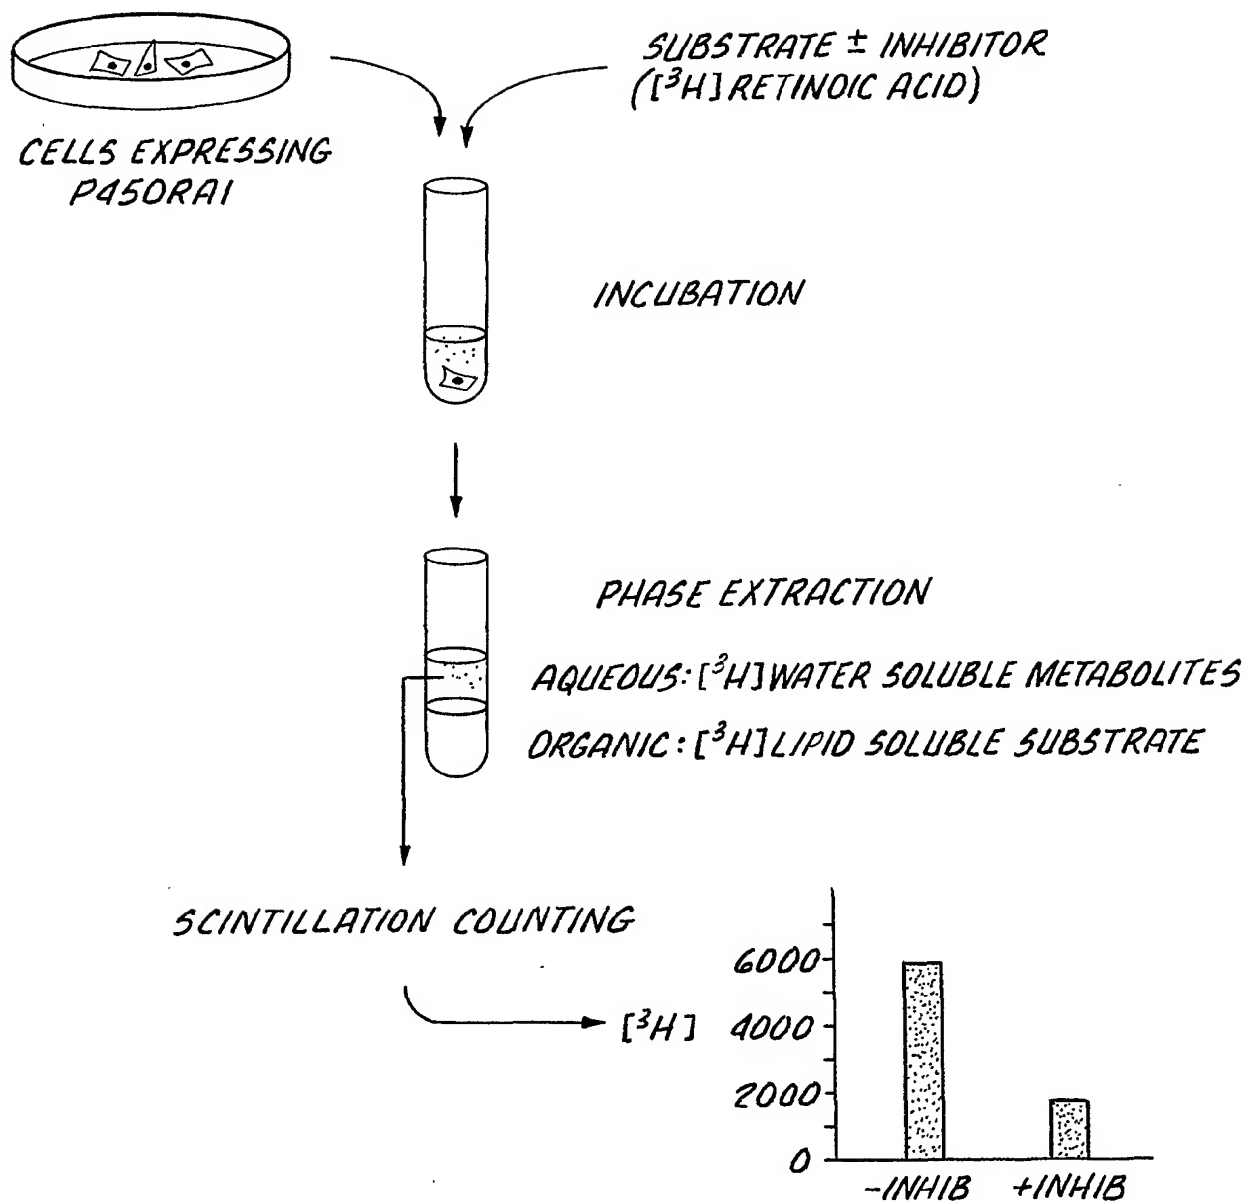 SUBSTRATE ± INHIBITOR
([³H] RETINOIC ACID)
CELLS EXPRESSING
P450RAI
INCUBATION
PHASE EXTRACTION
AQUEOUS: [³H] WATER SOLUBLE METABOLITES
ORGANIC: [³H] LIPID SOLUBLE SUBSTRATE
SCINTILLATION COUNTING
[³H]
6000
4000
2000
0
-INHIB +INHIB